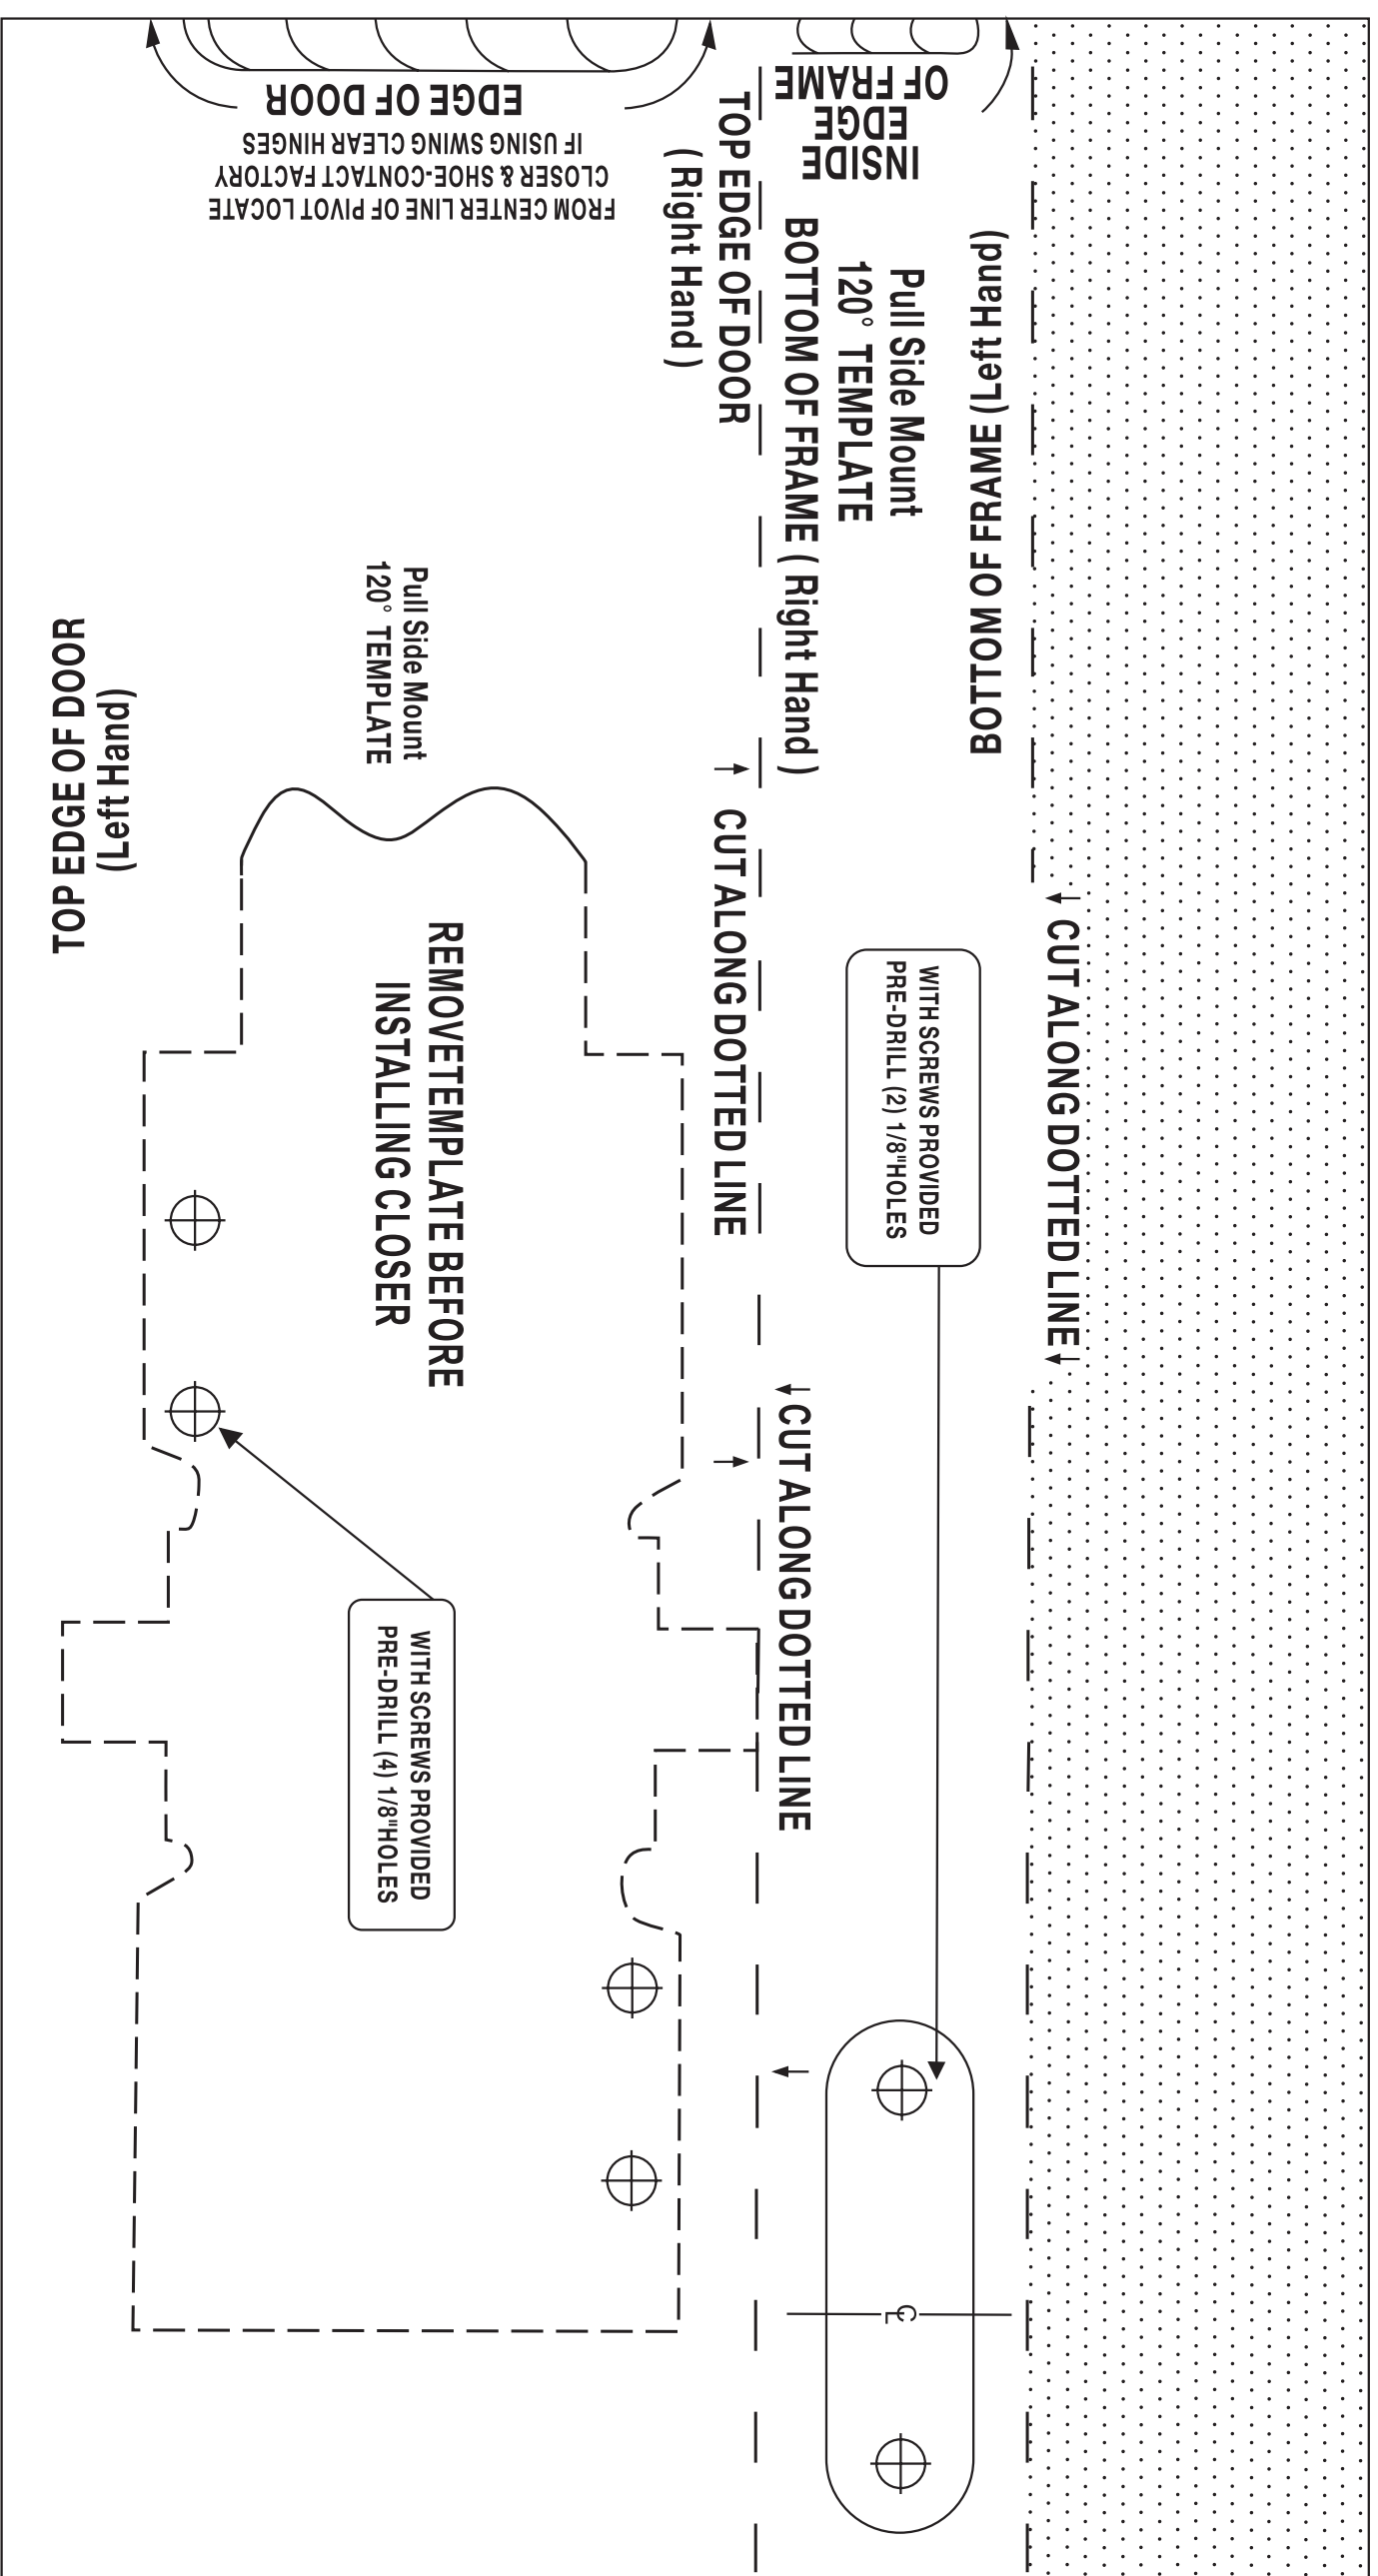 EDGE OF DOOR
IF USING SWING CLEAR HINGES
CLOSER & SHOE-CONTACT FACTORY
FROM CENTER LINE OF PIVOT LOCATE
INSIDE
EDGE
OF FRAME
BOTTOM OF FRAME ( Left Hand )
Pull Side Mount
120° TEMPLATE
BOTTOM OF FRAME ( Right Hand )
TOP EDGE OF DOOR
( Right Hand )
CUT ALONG DOTTED LINE
WITH SCREWS PROVIDED
PRE-DRILL (2) 1/8"HOLES
CUT ALONG DOTTED LINE
CUT ALONG DOTTED LINE
Pull Side Mount
120° TEMPLATE
REMOVETEMPLATE BEFORE
INSTALLING CLOSER
TOP EDGE OF DOOR
( Left Hand )
WITH SCREWS PROVIDED
PRE-DRILL (4) 1/8"HOLES
CL